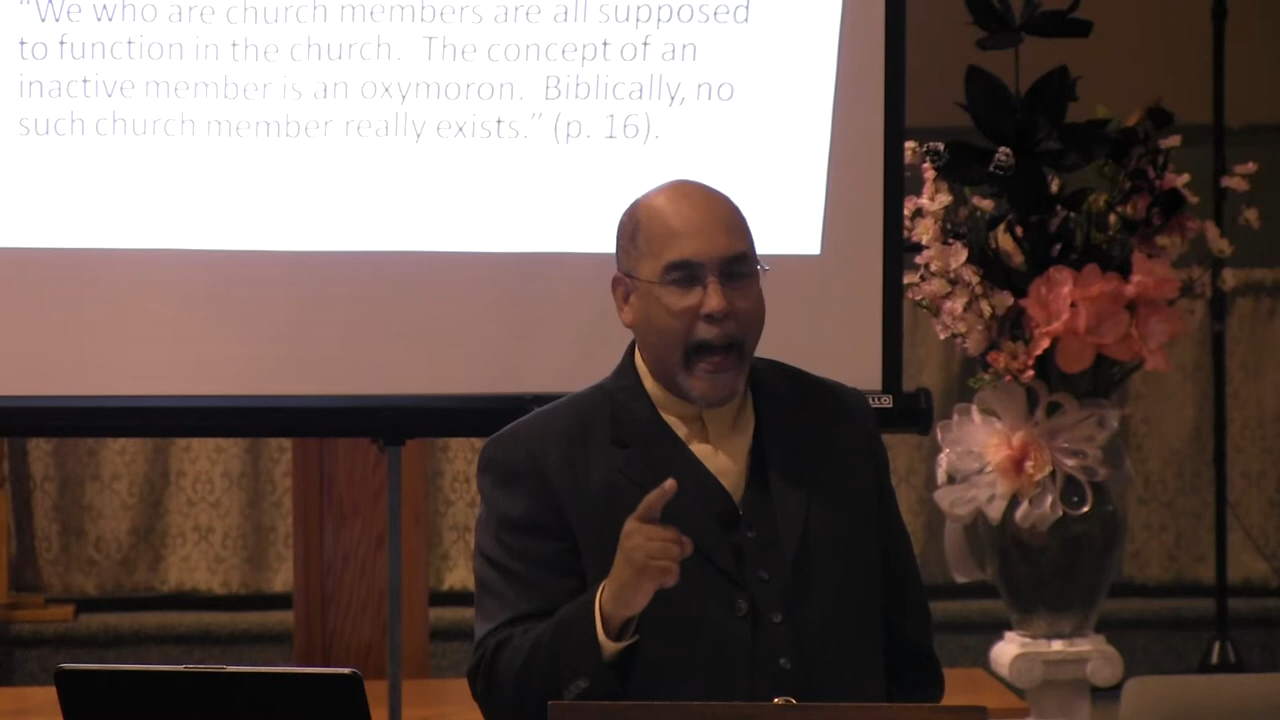 "We who are church members are all supposed
to function in the church. The concept of an
inactive member is an oxymoron. Biblically, no
such church member really exists." (p. 16).
LLO